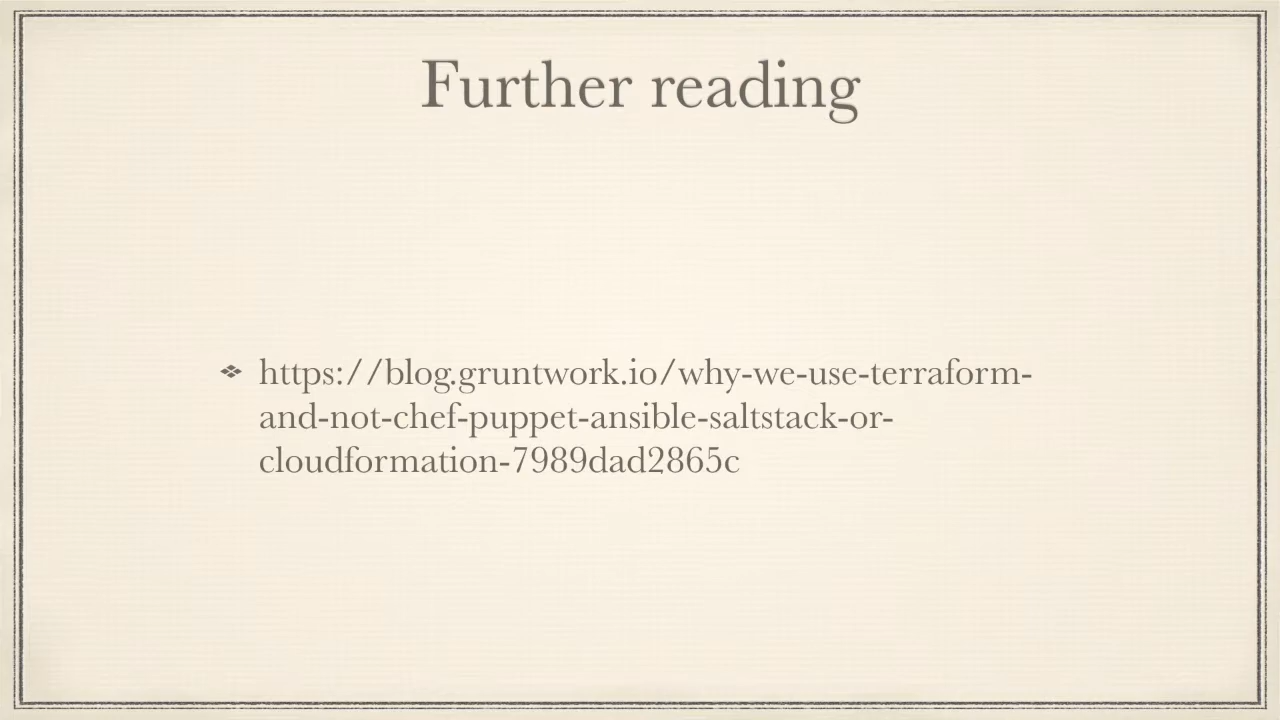 Further reading
https://blog.gruntwork.io/why-we-use-terraform-
and-not-chef-puppet-ansible-saltstack-or-
cloudformation-7989dad2865c